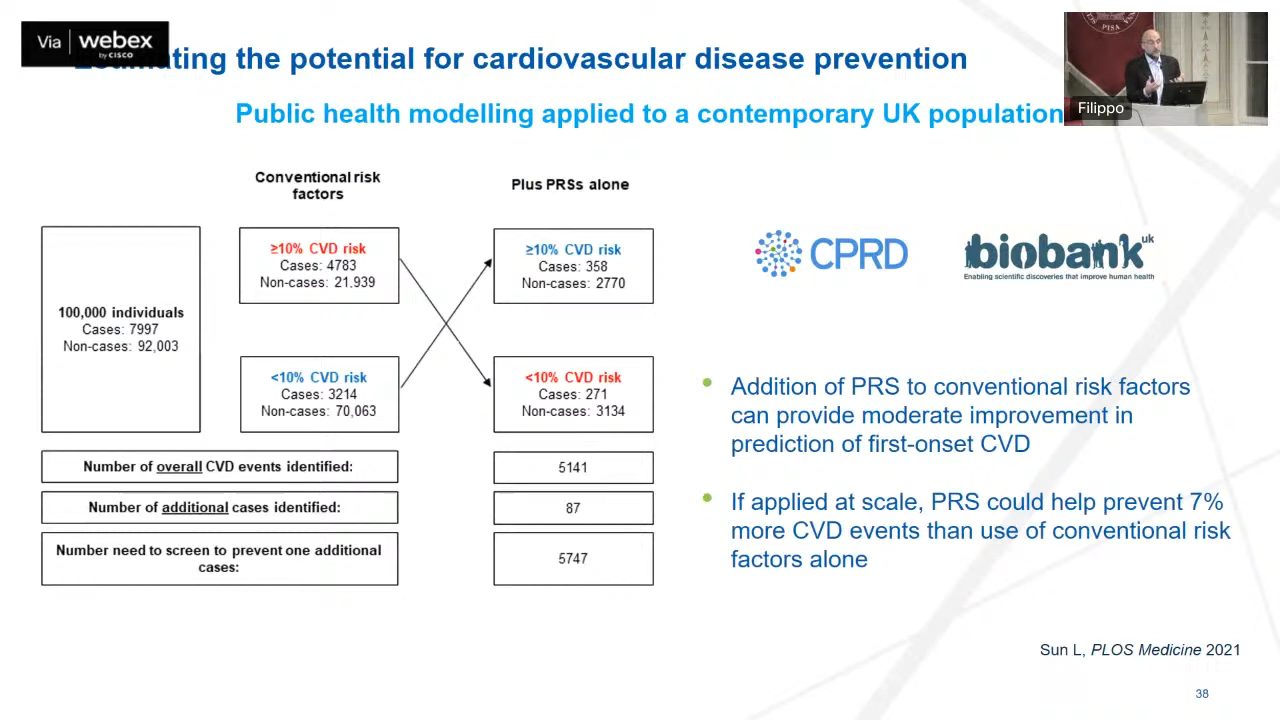 Via webex
by CISCO
Estimating the potential for cardiovascular disease prevention
Public health modelling applied to a contemporary UK population
PISA
Filippo
Conventional risk
factors
Plus PRSs alone
100,000 individuals
Cases: 7997
Non-cases: 92,003
≥10% CVD risk
Cases: 4783
Non-cases: 21,939
<10% CVD risk
Cases: 3214
Non-cases: 70,063
≥10% CVD risk
Cases: 358
Non-cases: 2770
<10% CVD risk
Cases: 271
Non-cases: 3134
Number of overall CVD events identified:
5141
Number of additional cases identified:
87
Number need to screen to prevent one additional
cases:
5747
CPRD
biobank uk
Enabling scientific discoveries that improve human health
• Addition of PRS to conventional risk factors
can provide moderate improvement in
prediction of first-onset CVD
• If applied at scale, PRS could help prevent 7%
more CVD events than use of conventional risk
factors alone
Sun L, PLOS Medicine 2021
38